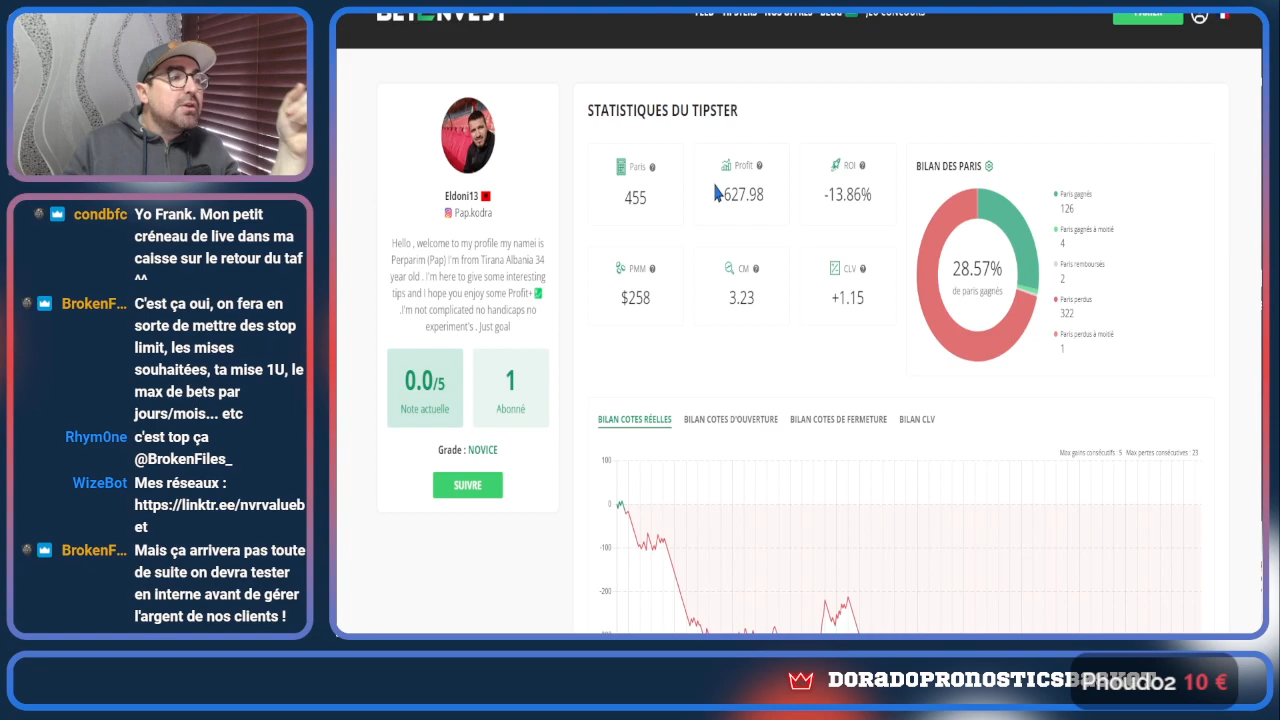 BET2INVEST
FEED TIPSTERS NOS OFFRES BLOG JEU CONCOURS
condbfc Yo Frank. Mon petit
créneau de live dans ma
caisse sur le retour du taf
^^
BrokenF... C'est ça oui, on fera en
sorte de mettre des stop
limit, les mises
souhaitées, ta mise 1U, le
max de bets par
jours/mois... etc
Rhym0ne c'est top ça
@BrokenFiles_
WizeBot Mes réseaux :
https://linktr.ee/nvrvalueb
et
BrokenF... Mais ça arrivera pas toute
de suite on devra tester
en interne avant de gérer
l'argent de nos clients !
Eldoni13
Pap.kodra
Hello , welcome to my profile my namei is
Perparim (Pap) I'm from Tirana Albania 34
year old . I'm here to give some interesting
tips and I hope you enjoy some Profit+
.I'm not complicated no handicaps no
experiment's . Just goal
0.0/5
Note actuelle
1
Abonné
Grade : NOVICE
SUIVRE
STATISTIQUES DU TIPSTER
Paris
455
Profit
627.98
ROI
-13.86%
PMM
$258
CM
3.23
CLV
+1.15
BILAN DES PARIS
28.57%
de paris gagnés
Paris gagnés
126
Paris gagnés à moitié
4
Paris remboursés
2
Paris perdus
322
Paris perdus à moitié
1
BILAN COTES RÉELLES BILAN COTES D'OUVERTURE BILAN COTES DE FERMETURE BILAN CLV
Max gains consécutifs : 5 Max pertes consécutives : 23
100
0
-100
-200
DORADOPRONOSTICS
Phoudo2 10 €